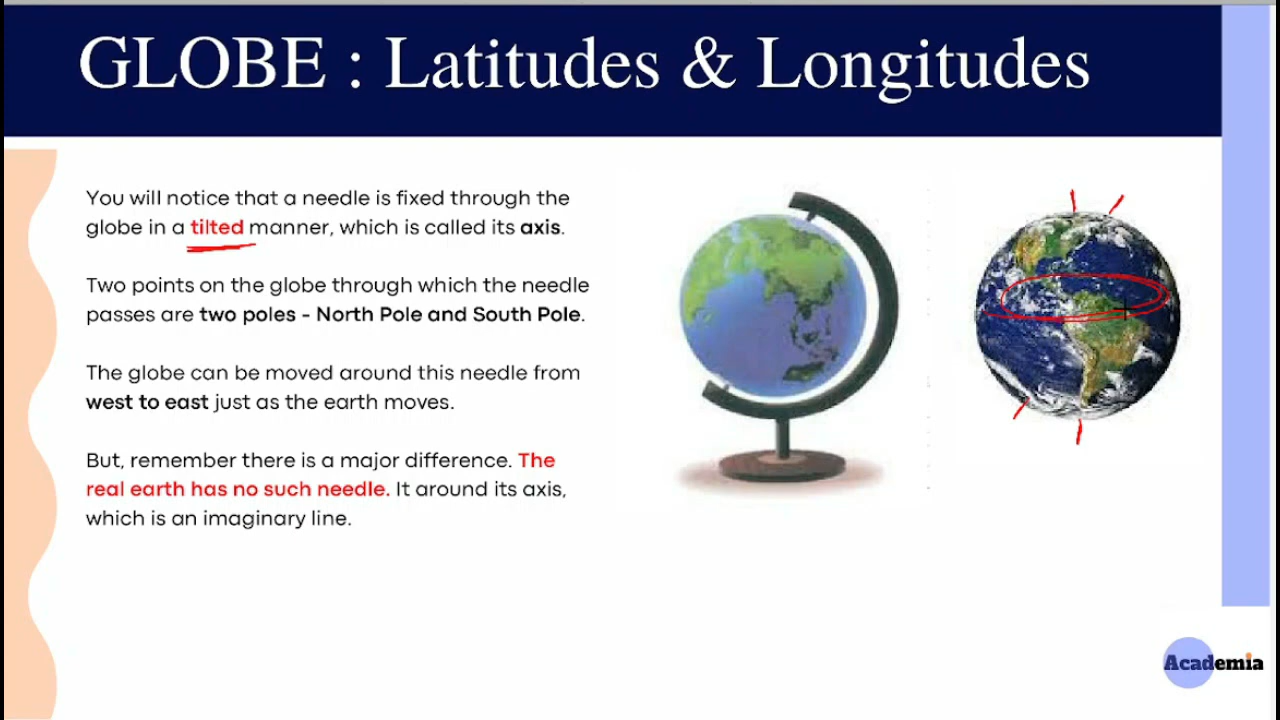 GLOBE : Latitudes & Longitudes
You will notice that a needle is fixed through the
globe in a tilted manner, which is called its axis.
Two points on the globe through which the needle
passes are two poles - North Pole and South Pole.
The globe can be moved around this needle from
west to east just as the earth moves.
But, remember there is a major difference. The
real earth has no such needle. It around its axis,
which is an imaginary line.
Academia